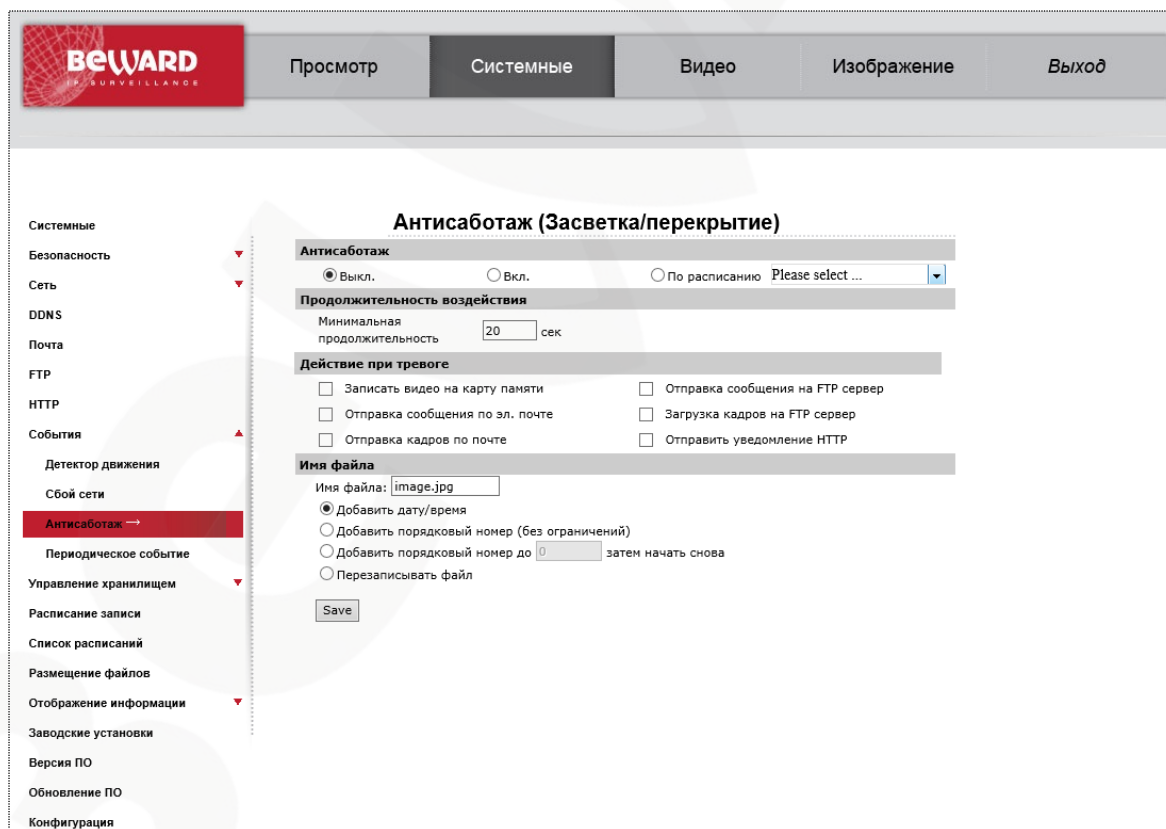 BEWARD
IP SURVEILLANCE
Просмотр
Системные
Видео
Изображение
Выход
Системные
Безопасность
Сеть
DDNS
Почта
FTP
HTTP
События
Детектор движения
Сбой сети
Антисаботаж →
Периодическое событие
Управление хранилищем
Расписание записи
Список расписаний
Размещение файлов
Отображение информации
Заводские установки
Версия ПО
Обновление ПО
Конфигурация
Антисаботаж (Засветка/перекрытие)
Антисаботаж
Выкл. Вкл. По расписанию Please select ...
Продолжительность воздействия
Минимальная
продолжительность 20 сек
Действие при тревоге
Записать видео на карту памяти Отправка сообщения на FTP сервер
Отправка сообщения по эл. почте Загрузка кадров на FTP сервер
Отправка кадров по почте Отправить уведомление HTTP
Имя файла
Имя файла: image.jpg
Добавить дату/время
Добавить порядковый номер (без ограничений)
Добавить порядковый номер до 0 затем начать снова
Перезаписывать файл
Save